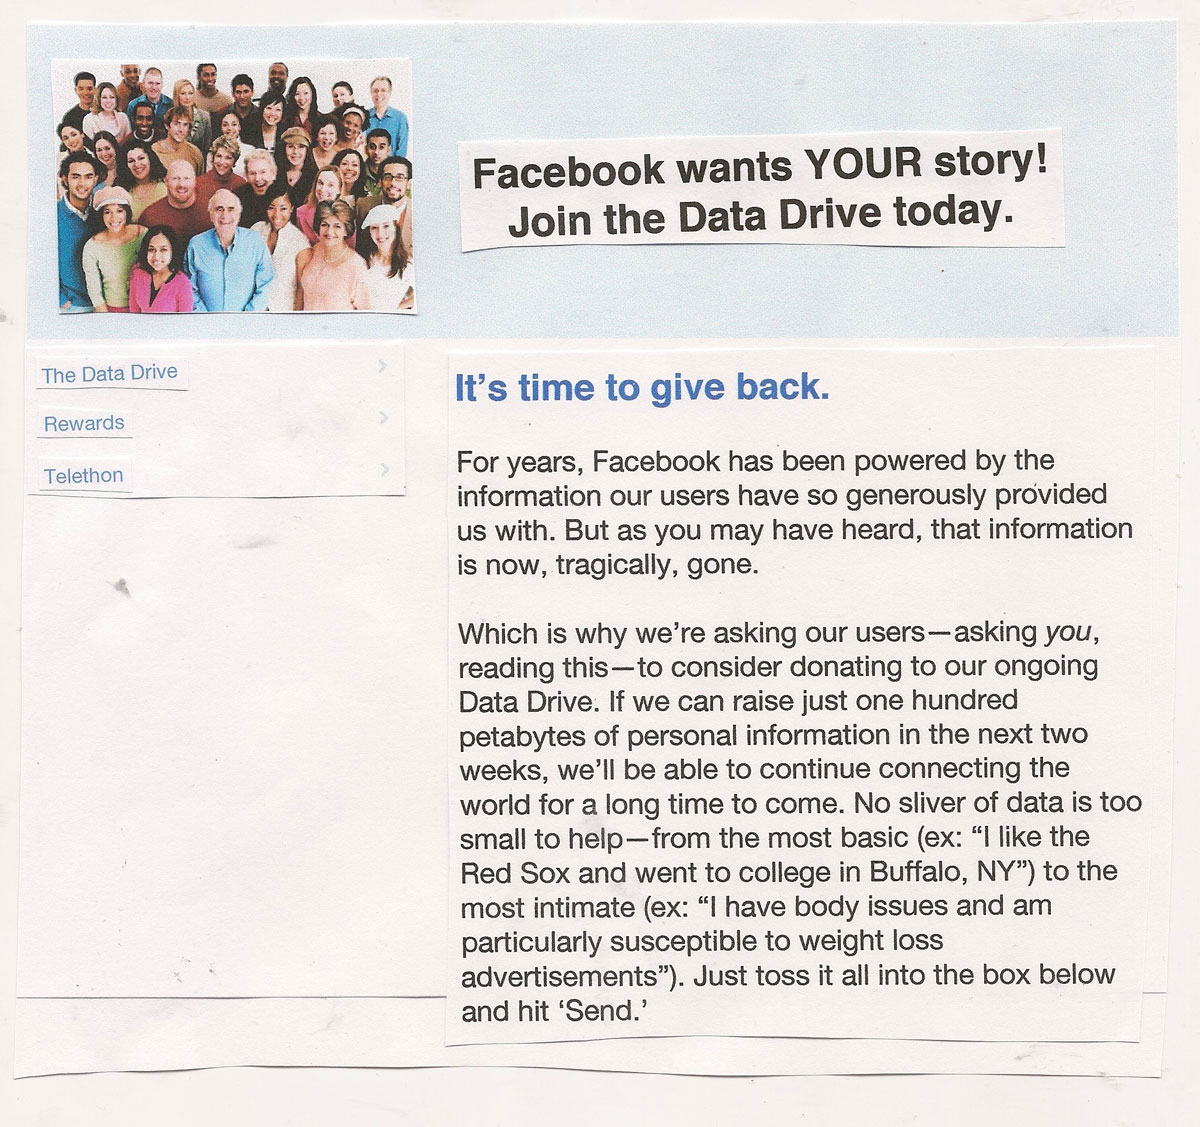 Facebook wants YOUR story!
Join the Data Drive today.
The Data Drive
Rewards
Telethon
It's time to give back.
For years, Facebook has been powered by the
information our users have so generously provided
us with. But as you may have heard, that information
is now, tragically, gone.
Which is why we're asking our users—asking you,
reading this—to consider donating to our ongoing
Data Drive. If we can raise just one hundred
petabytes of personal information in the next two
weeks, we'll be able to continue connecting the
world for a long time to come. No sliver of data is too
small to help—from the most basic (ex: “I like the
Red Sox and went to college in Buffalo, NY”) to the
most intimate (ex: “I have body issues and am
particularly susceptible to weight loss
advertisements”). Just toss it all into the box below
and hit ‘Send.’